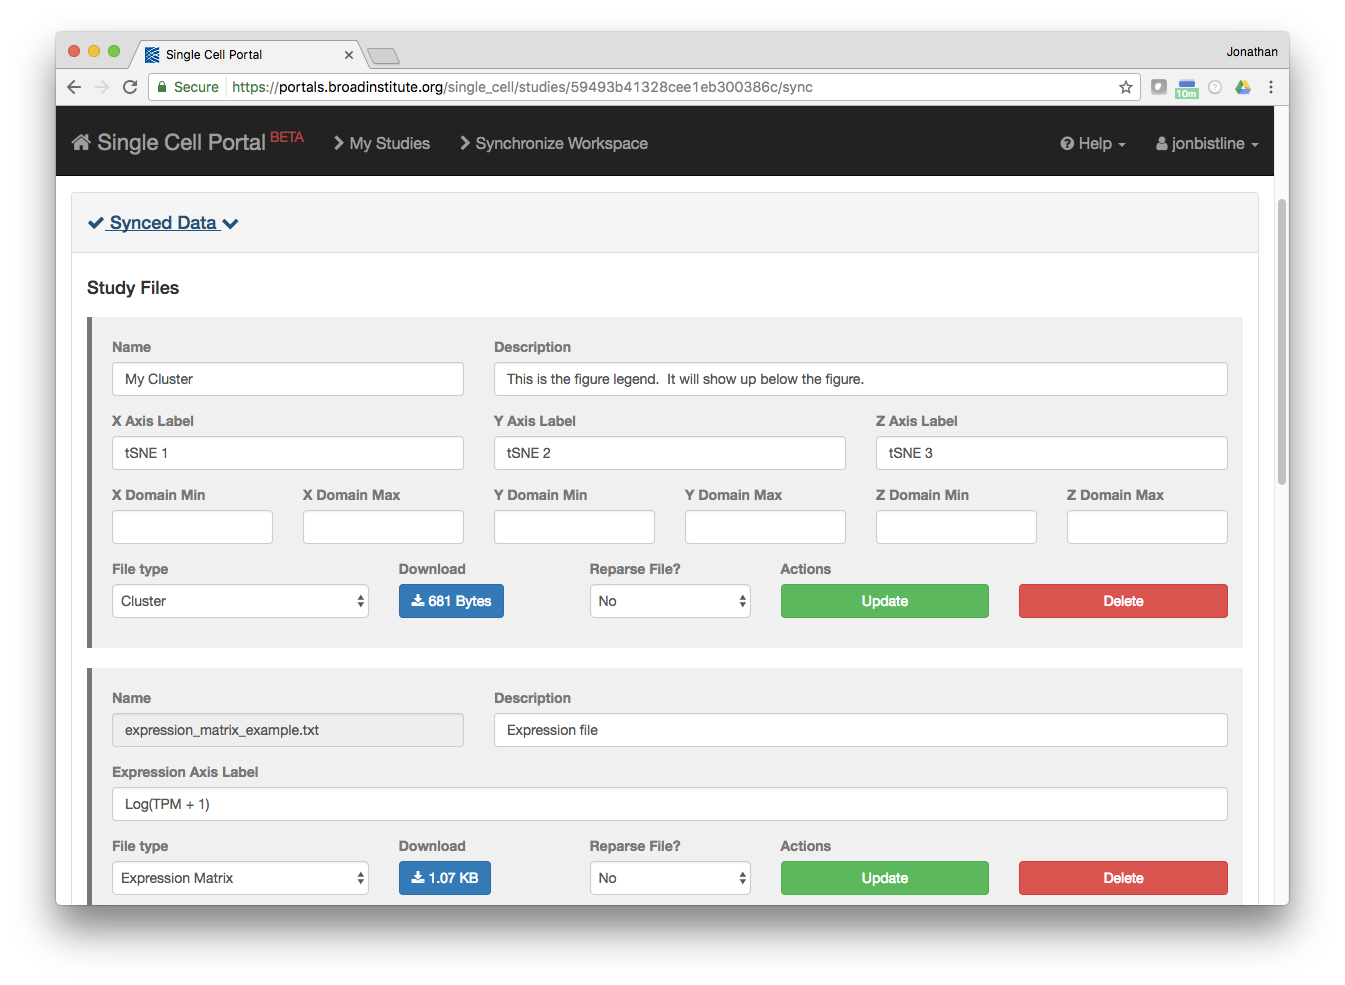 Single Cell Portal
Jonathan
Secure https://portals.broadinstitute.org/single_cell/studies/59493b41328cee1eb300386c/sync
10m
Single Cell Portal BETA My Studies Synchronize Workspace Help jonbistline
Synced Data
Study Files
Name Description
My Cluster This is the figure legend.  It will show up below the figure.
X Axis Label Y Axis Label Z Axis Label
tSNE 1 tSNE 2 tSNE 3
X Domain Min X Domain Max Y Domain Min Y Domain Max Z Domain Min Z Domain Max
File type Download Reparse File? Actions
Cluster 681 Bytes No Update Delete
Name Description
expression_matrix_example.txt Expression file
Expression Axis Label
Log(TPM + 1)
File type Download Reparse File? Actions
Expression Matrix 1.07 KB No Update Delete